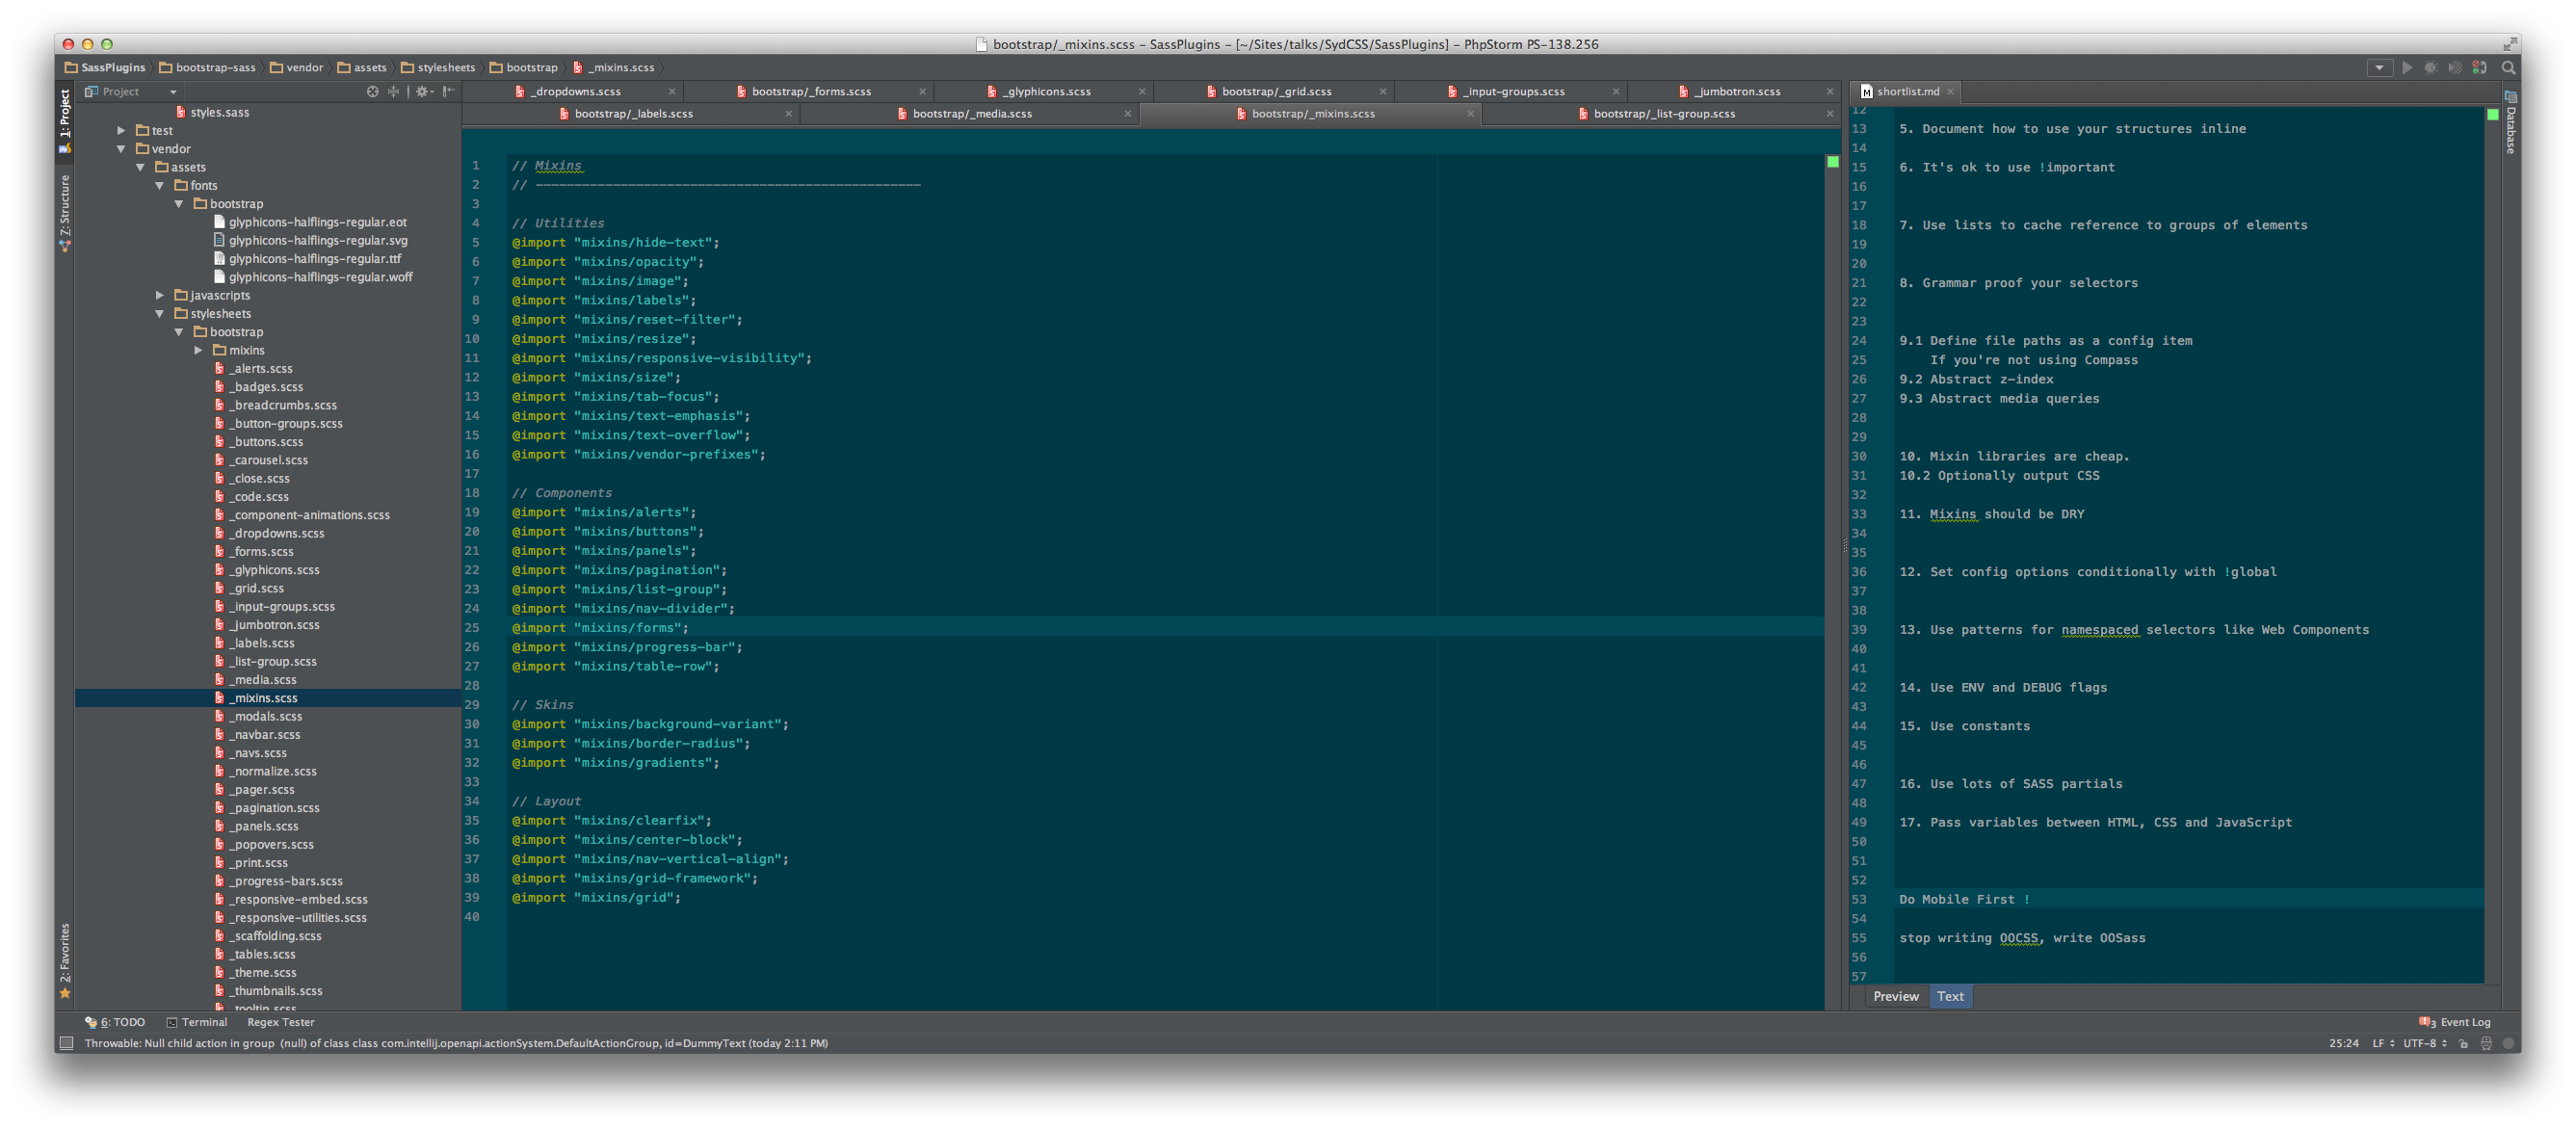 bootstrap/_mixins.scss – SassPlugins – [~/Sites/talks/SydCSS/SassPlugins] – PhpStorm PS-138.256
SassPlugins bootstrap-sass vendor assets stylesheets bootstrap _mixins.scss
1: Project
7: Structure
2: Favorites
Project
styles.sass
test
vendor
assets
fonts
bootstrap
glyphicons-halflings-regular.eot
glyphicons-halflings-regular.svg
glyphicons-halflings-regular.ttf
glyphicons-halflings-regular.woff
javascripts
stylesheets
bootstrap
mixins
_alerts.scss
_badges.scss
_breadcrumbs.scss
_button-groups.scss
_buttons.scss
_carousel.scss
_close.scss
_code.scss
_component-animations.scss
_dropdowns.scss
_forms.scss
_glyphicons.scss
_grid.scss
_input-groups.scss
_jumbotron.scss
_labels.scss
_list-group.scss
_media.scss
_mixins.scss
_modals.scss
_navbar.scss
_navs.scss
_normalize.scss
_pager.scss
_pagination.scss
_panels.scss
_popovers.scss
_print.scss
_progress-bars.scss
_responsive-embed.scss
_responsive-utilities.scss
_scaffolding.scss
_tables.scss
_theme.scss
_thumbnails.scss
_tooltip.scss
_dropdowns.scss bootstrap/_forms.scss _glyphicons.scss bootstrap/_grid.scss _input-groups.scss _jumbotron.scss
bootstrap/_labels.scss bootstrap/_media.scss bootstrap/_mixins.scss bootstrap/_list-group.scss
1 // Mixins
2 // --------------------------------------------------
3
4 // Utilities
5 @import "mixins/hide-text";
6 @import "mixins/opacity";
7 @import "mixins/image";
8 @import "mixins/labels";
9 @import "mixins/reset-filter";
10 @import "mixins/resize";
11 @import "mixins/responsive-visibility";
12 @import "mixins/size";
13 @import "mixins/tab-focus";
14 @import "mixins/text-emphasis";
15 @import "mixins/text-overflow";
16 @import "mixins/vendor-prefixes";
17
18 // Components
19 @import "mixins/alerts";
20 @import "mixins/buttons";
21 @import "mixins/panels";
22 @import "mixins/pagination";
23 @import "mixins/list-group";
24 @import "mixins/nav-divider";
25 @import "mixins/forms";
26 @import "mixins/progress-bar";
27 @import "mixins/table-row";
28
29 // Skins
30 @import "mixins/background-variant";
31 @import "mixins/border-radius";
32 @import "mixins/gradients";
33
34 // Layout
35 @import "mixins/clearfix";
36 @import "mixins/center-block";
37 @import "mixins/nav-vertical-align";
38 @import "mixins/grid-framework";
39 @import "mixins/grid";
40
shortlist.md
12
13 5. Document how to use your structures inline
14
15 6. It's ok to use !important
16
17
18 7. Use lists to cache reference to groups of elements
19
20
21 8. Grammar proof your selectors
22
23
24 9.1 Define file paths as a config item
25 If you're not using Compass
26 9.2 Abstract z-index
27 9.3 Abstract media queries
28
29
30 10. Mixin libraries are cheap.
31 10.2 Optionally output CSS
32
33 11. Mixins should be DRY
34
35
36 12. Set config options conditionally with !global
37
38
39 13. Use patterns for namespaced selectors like Web Components
40
41
42 14. Use ENV and DEBUG flags
43
44 15. Use constants
45
46
47 16. Use lots of SASS partials
48
49 17. Pass variables between HTML, CSS and JavaScript
50
51
52
53 Do Mobile First !
54
55 stop writing OOCSS, write OOSass
56
57
Preview Text
Database
6: TODO Terminal Regex Tester
3 Event Log
Throwable: Null child action in group (null) of class class com.intellij.openapi.actionSystem.DefaultActionGroup, id=DummyText (today 2:11 PM)
25:24 LF UTF-8